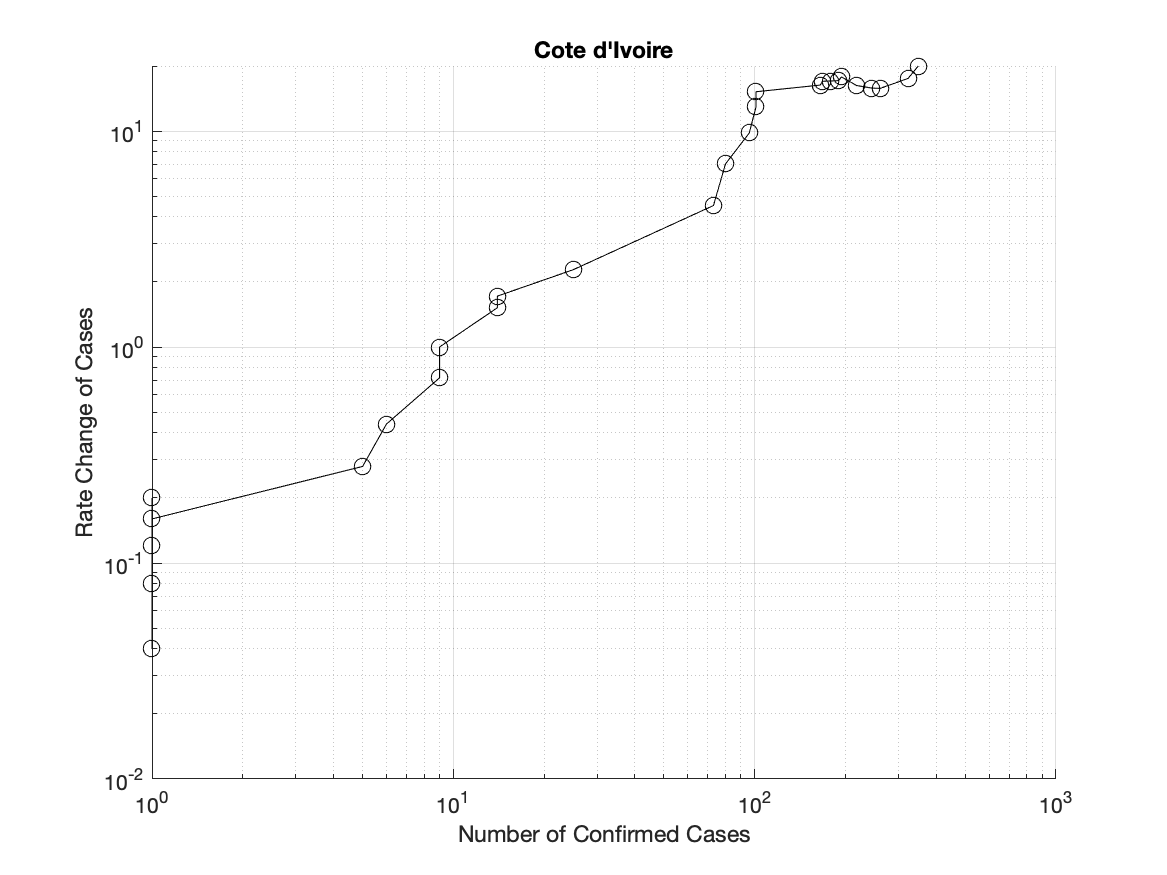 Cote d'Ivoire
Rate Change of Cases
10^1
10^0
10^-1
10^-2
10^0 10^1 10^2 10^3
Number of Confirmed Cases